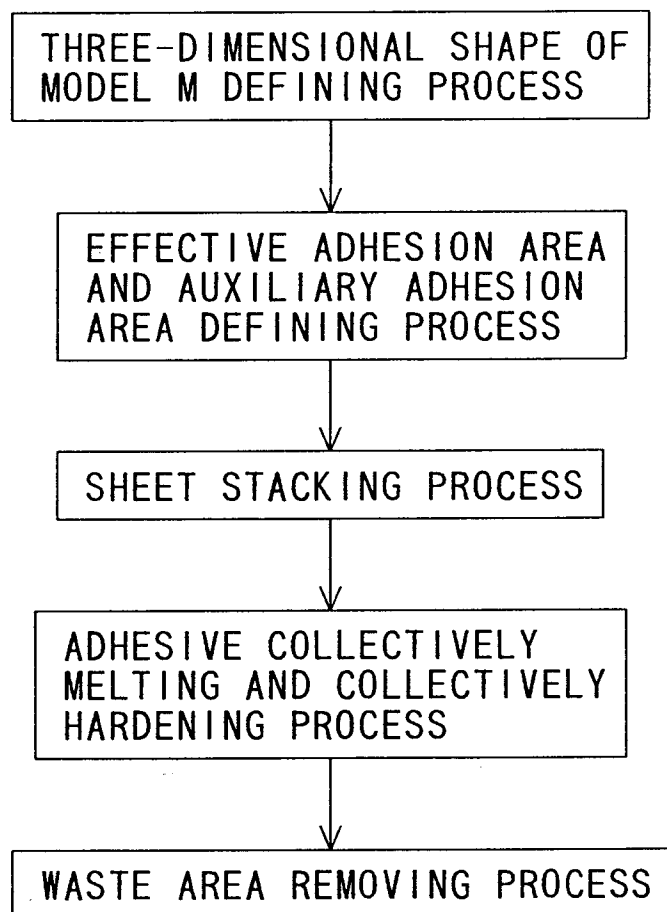 THREE-DIMENSIONAL SHAPE OF
MODEL M DEFINING PROCESS
EFFECTIVE ADHESION AREA
AND AUXILIARY ADHESION
AREA DEFINING PROCESS
SHEET STACKING PROCESS
ADHESIVE COLLECTIVELY
MELTING AND COLLECTIVELY
HARDENING PROCESS
WASTE AREA REMOVING PROCESS